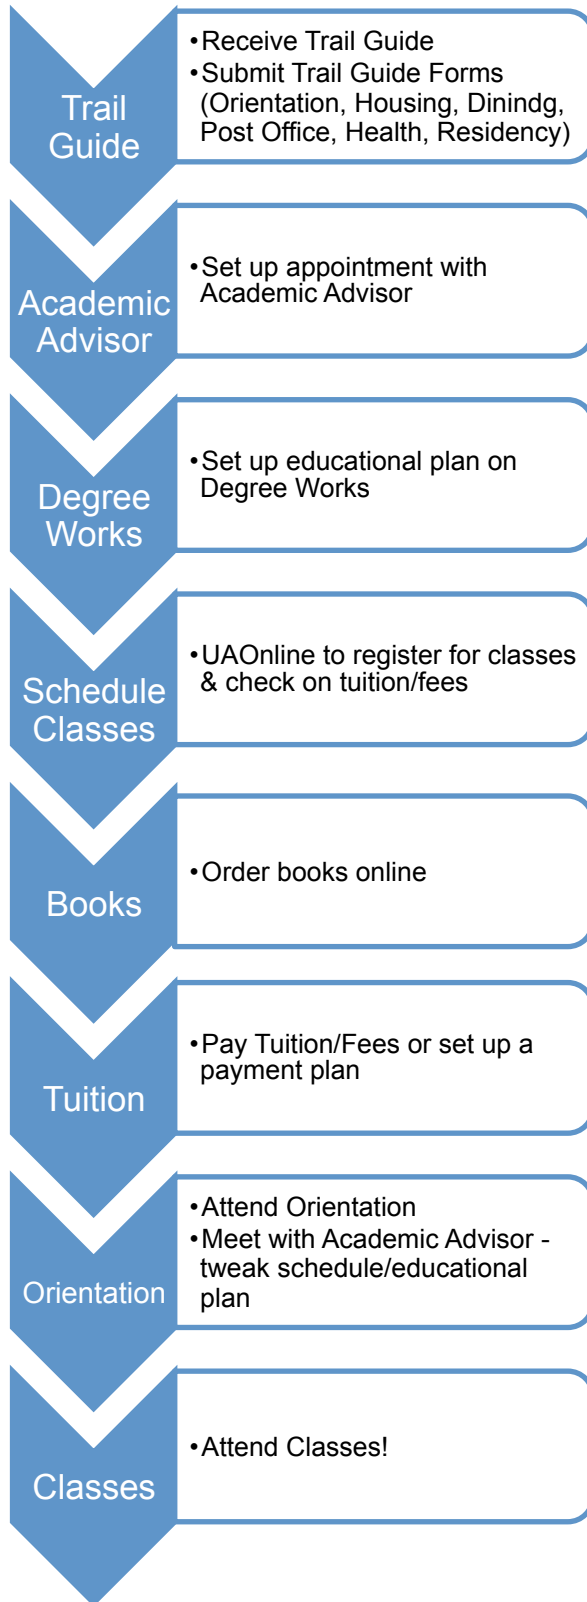 Trail
Guide
•Receive Trail Guide
•Submit Trail Guide Forms
(Orientation, Housing, Dinindg,
Post Office, Health, Residency)
Academic
Advisor
•Set up appointment with
Academic Advisor
Degree
Works
•Set up educational plan on
Degree Works
Schedule
Classes
•UAOnline to register for classes
& check on tuition/fees
Books
•Order books online
Tuition
•Pay Tuition/Fees or set up a
payment plan
Orientation
•Attend Orientation
•Meet with Academic Advisor -
tweak schedule/educational
plan
Classes
•Attend Classes!